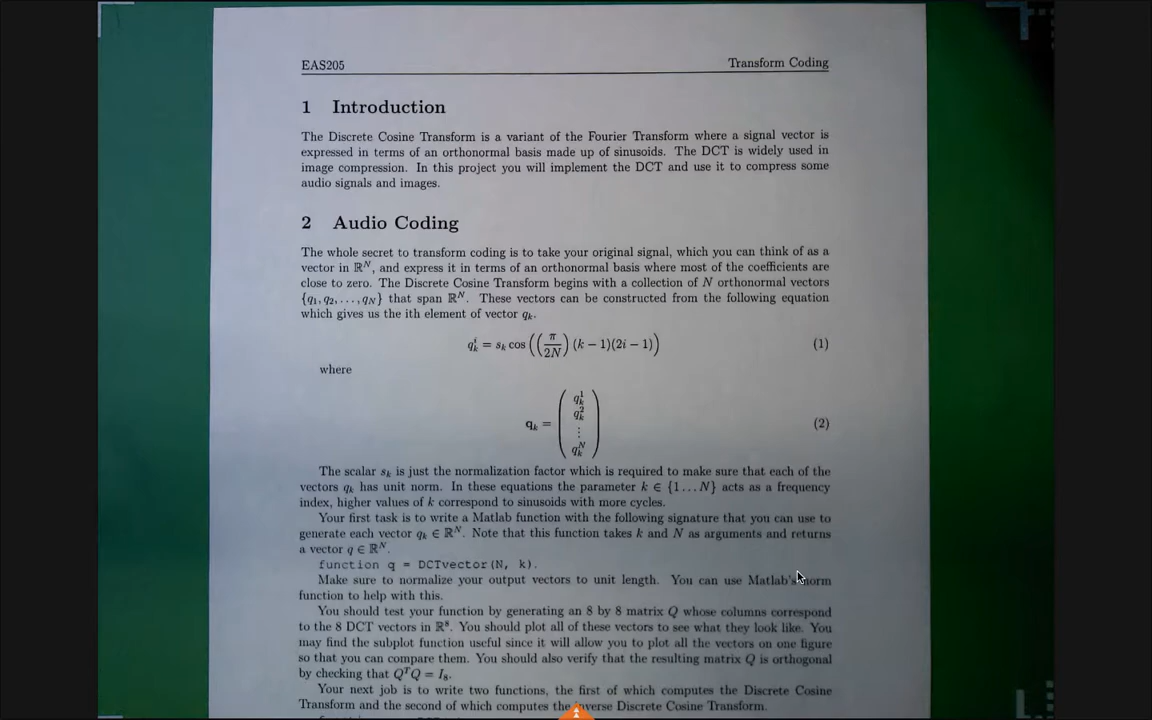 EAS205 Transform Coding
1 Introduction
The Discrete Cosine Transform is a variant of the Fourier Transform where a signal vector is
expressed in terms of an orthonormal basis made up of sinusoids. The DCT is widely used in
image compression. In this project you will implement the DCT and use it to compress some
audio signals and images.
2 Audio Coding
The whole secret to transform coding is to take your original signal, which you can think of as a
vector in ℝ^N, and express it in terms of an orthonormal basis where most of the coefficients are
close to zero. The Discrete Cosine Transform begins with a collection of N orthonormal vectors
{q₁, q₂, . . . , q_N} that span ℝ^N. These vectors can be constructed from the following equation
which gives us the ith element of vector q_k.
q_k^i = s_k cos ((π/2N) (k − 1)(2i − 1)) (1)
where
q_k = (q_k^1 q_k^2 ⋮ q_k^N) (2)
The scalar s_k is just the normalization factor which is required to make sure that each of the
vectors q_k has unit norm. In these equations the parameter k ∈ {1 . . . N} acts as a frequency
index, higher values of k correspond to sinusoids with more cycles.
Your first task is to write a Matlab function with the following signature that you can use to
generate each vector q_k ∈ ℝ^N. Note that this function takes k and N as arguments and returns
a vector q ∈ ℝ^N.
function q = DCTvector(N, k).
Make sure to normalize your output vectors to unit length. You can use Matlab's norm
function to help with this.
You should test your function by generating an 8 by 8 matrix Q whose columns correspond
to the 8 DCT vectors in ℝ⁸. You should plot all of these vectors to see what they look like. You
may find the subplot function useful since it will allow you to plot all the vectors on one figure
so that you can compare them. You should also verify that the resulting matrix Q is orthogonal
by checking that Q^T Q = I₈.
Your next job is to write two functions, the first of which computes the Discrete Cosine
Transform and the second of which computes the inverse Discrete Cosine Transform.